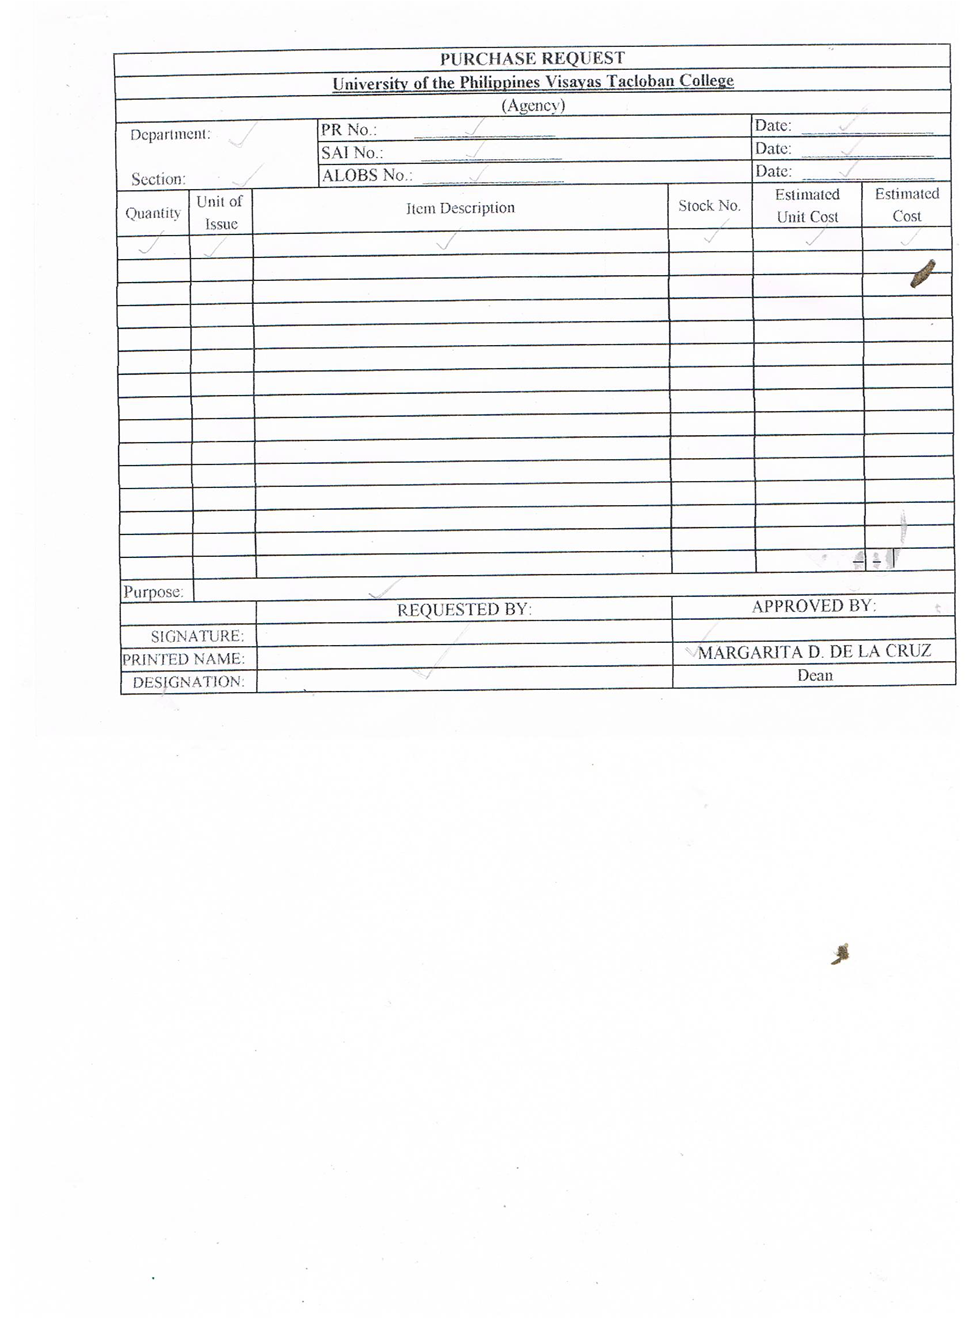 PURCHASE REQUEST
University of the Philippines Visayas Tacloban College
(Agency)
Department:
PR No.:
Date:
SAI No.:
Date:
Section:
ALOBS No.:
Date:
Quantity
Unit of
Issue
Item Description
Stock No.
Estimated
Unit Cost
Estimated
Cost
Purpose:
REQUESTED BY:
APPROVED BY:
SIGNATURE:
PRINTED NAME:
MARGARITA D. DE LA CRUZ
DESIGNATION:
Dean